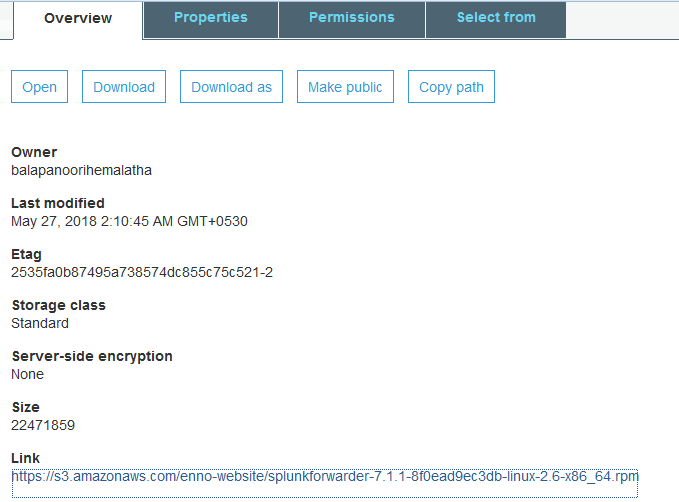 Overview Properties Permissions Select from
Open Download Download as Make public Copy path
Owner
balapanoorihemalatha
Last modified
May 27, 2018 2:10:45 AM GMT+0530
Etag
2535fa0b87495a738574dc855c75c521-2
Storage class
Standard
Server-side encryption
None
Size
22471859
Link
https://s3.amazonaws.com/enno-website/splunkforwarder-7.1.1-8f0ead9ec3db-linux-2.6-x86_64.rpm